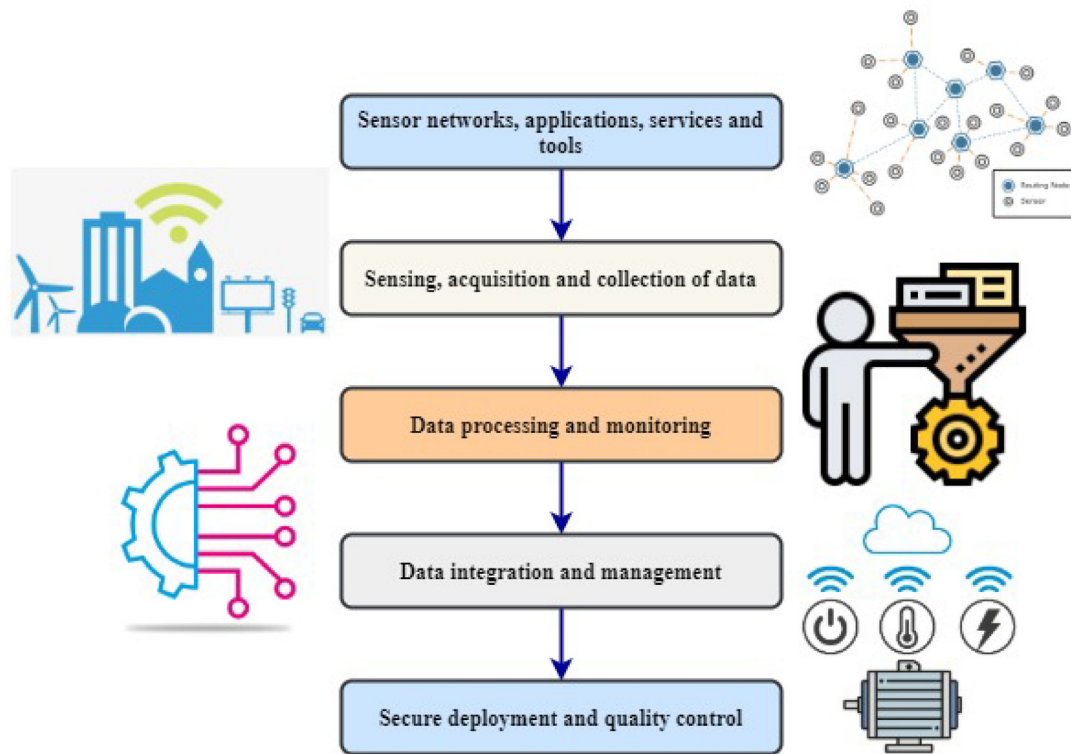 Sensor networks, applications, services and
tools
Routing Node
Sensor
Sensing, acquisition and collection of data
Data processing and monitoring
Data integration and management
Secure deployment and quality control